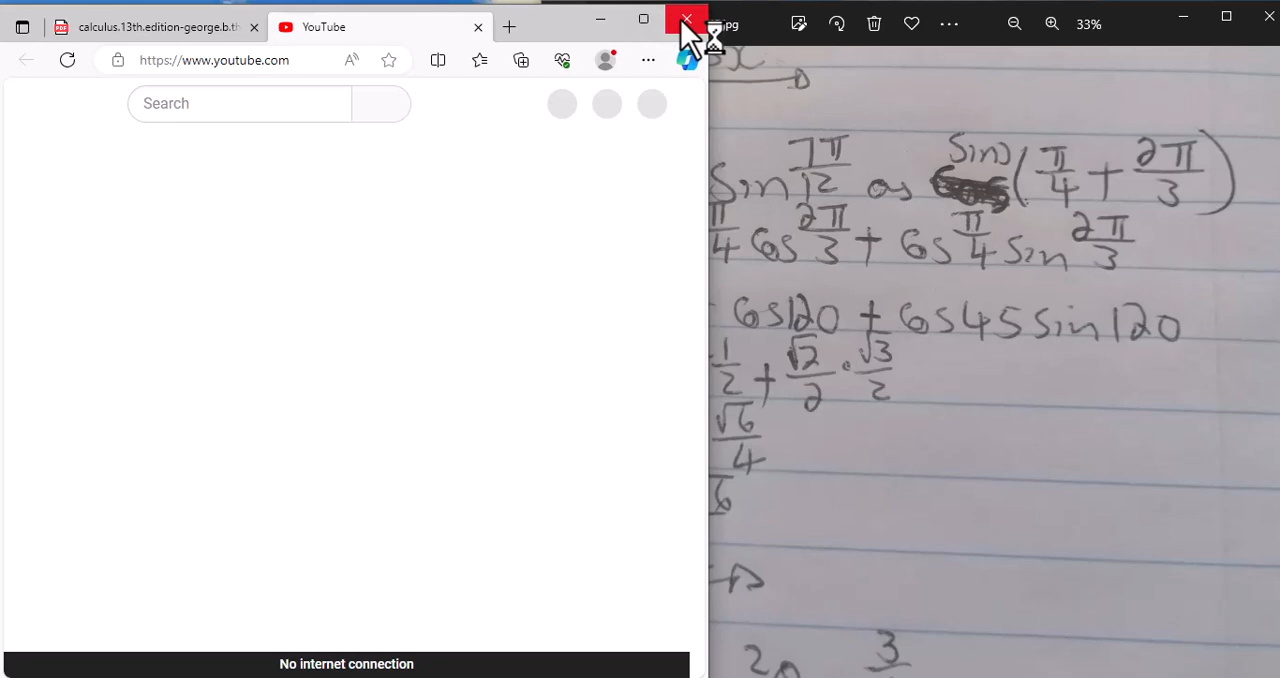 calculus.13th.edition-george.b.th
YouTube
jpg
33%
https://www.youtube.com
Search
sin 7π/12 as sin (π/4 + 2π/3)
π/4 cos 2π/3 + cos π/4 sin 2π/3
cos120 + cos45 sin120
1/2 + √2/2 · √3/2
√6/4
No internet connection